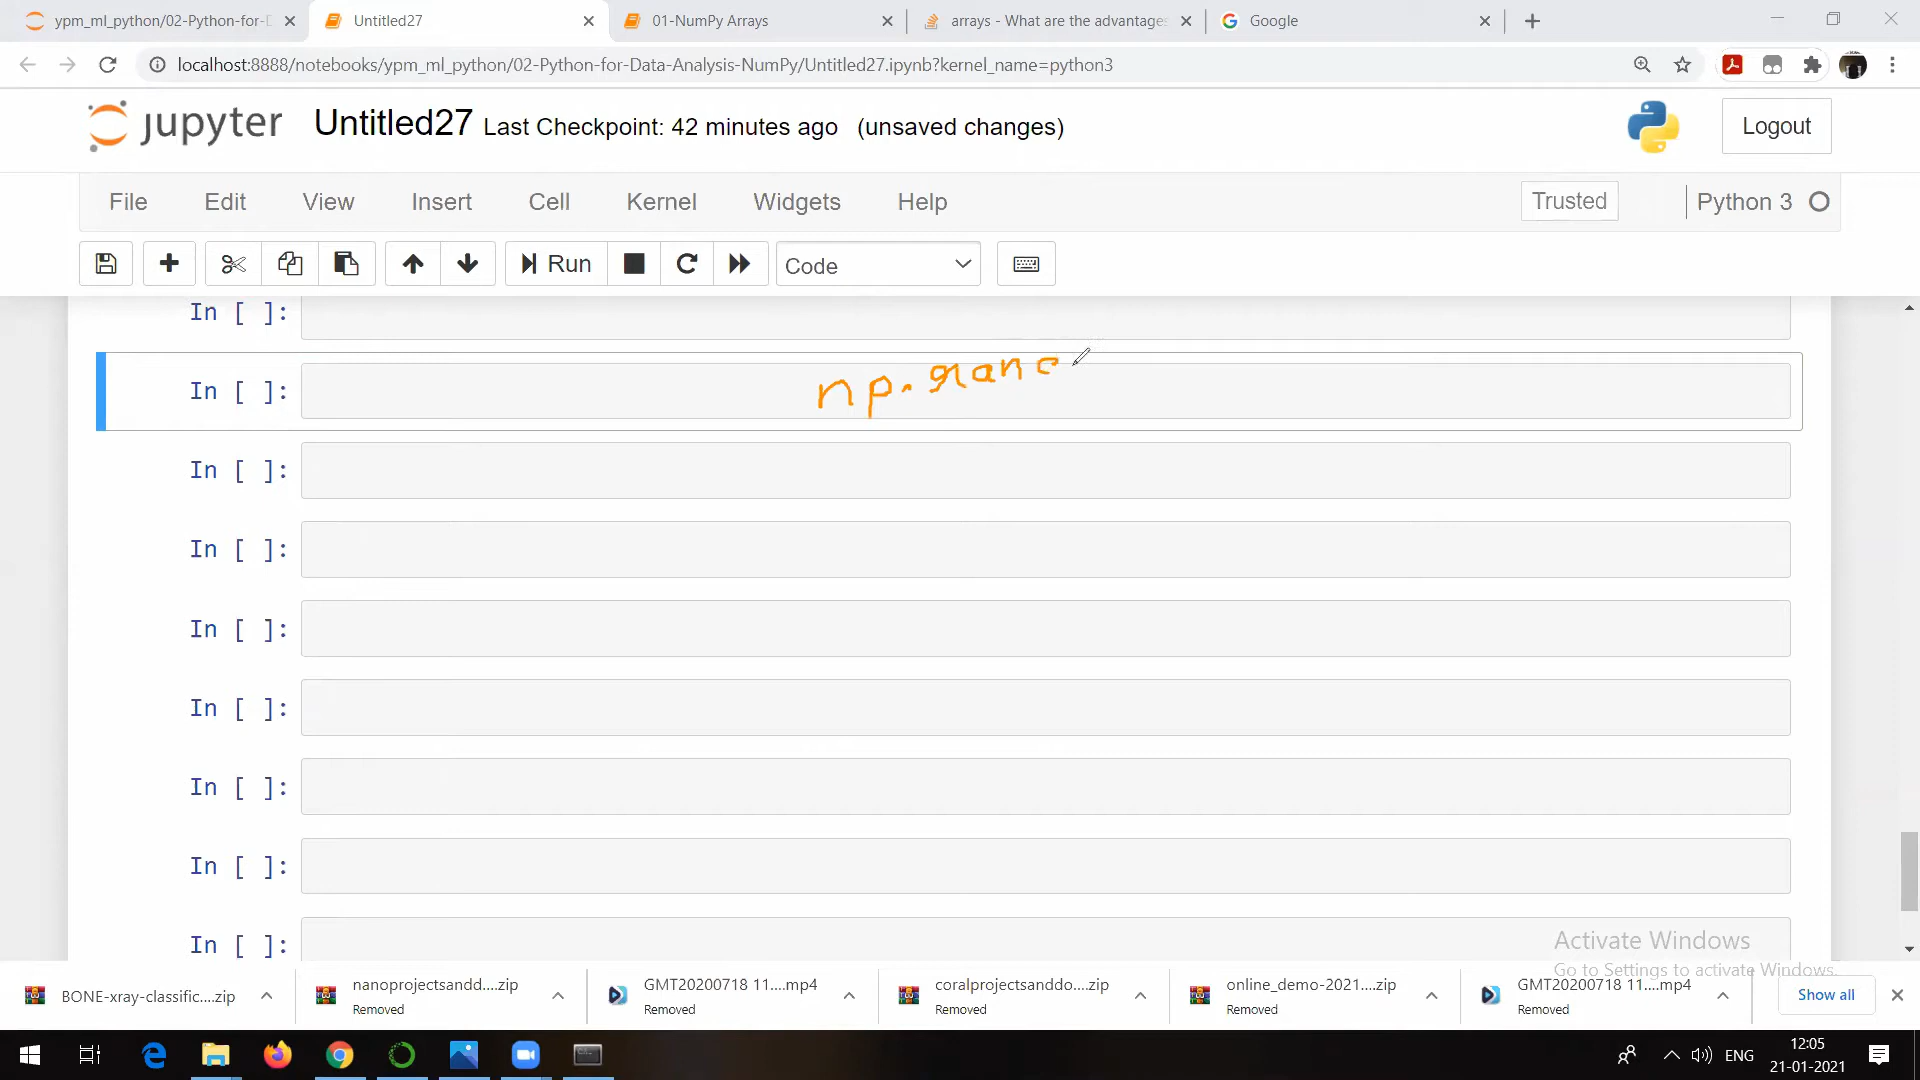 ypm_ml_python/02-Python-for-D
Untitled27
01-NumPy Arrays
arrays - What are the advantages
Google
localhost:8888/notebooks/ypm_ml_python/02-Python-for-Data-Analysis-NumPy/Untitled27.ipynb?kernel_name=python3
jupyter Untitled27 Last Checkpoint: 42 minutes ago (unsaved changes)
Logout
File Edit View Insert Cell Kernel Widgets Help
Trusted
Python 3
Run
Code
In [ ]:
In [ ]:
np.ran
In [ ]:
In [ ]:
In [ ]:
In [ ]:
In [ ]:
In [ ]:
In [ ]:
Activate Windows
Go to Settings to activate Windows.
BONE-xray-classific....zip
nanoprojectsandd....zip
Removed
GMT20200718 11....mp4
Removed
coralprojectsanddo....zip
Removed
online_demo-2021....zip
Removed
GMT20200718 11....mp4
Removed
Show all
ENG
12:05
21-01-2021